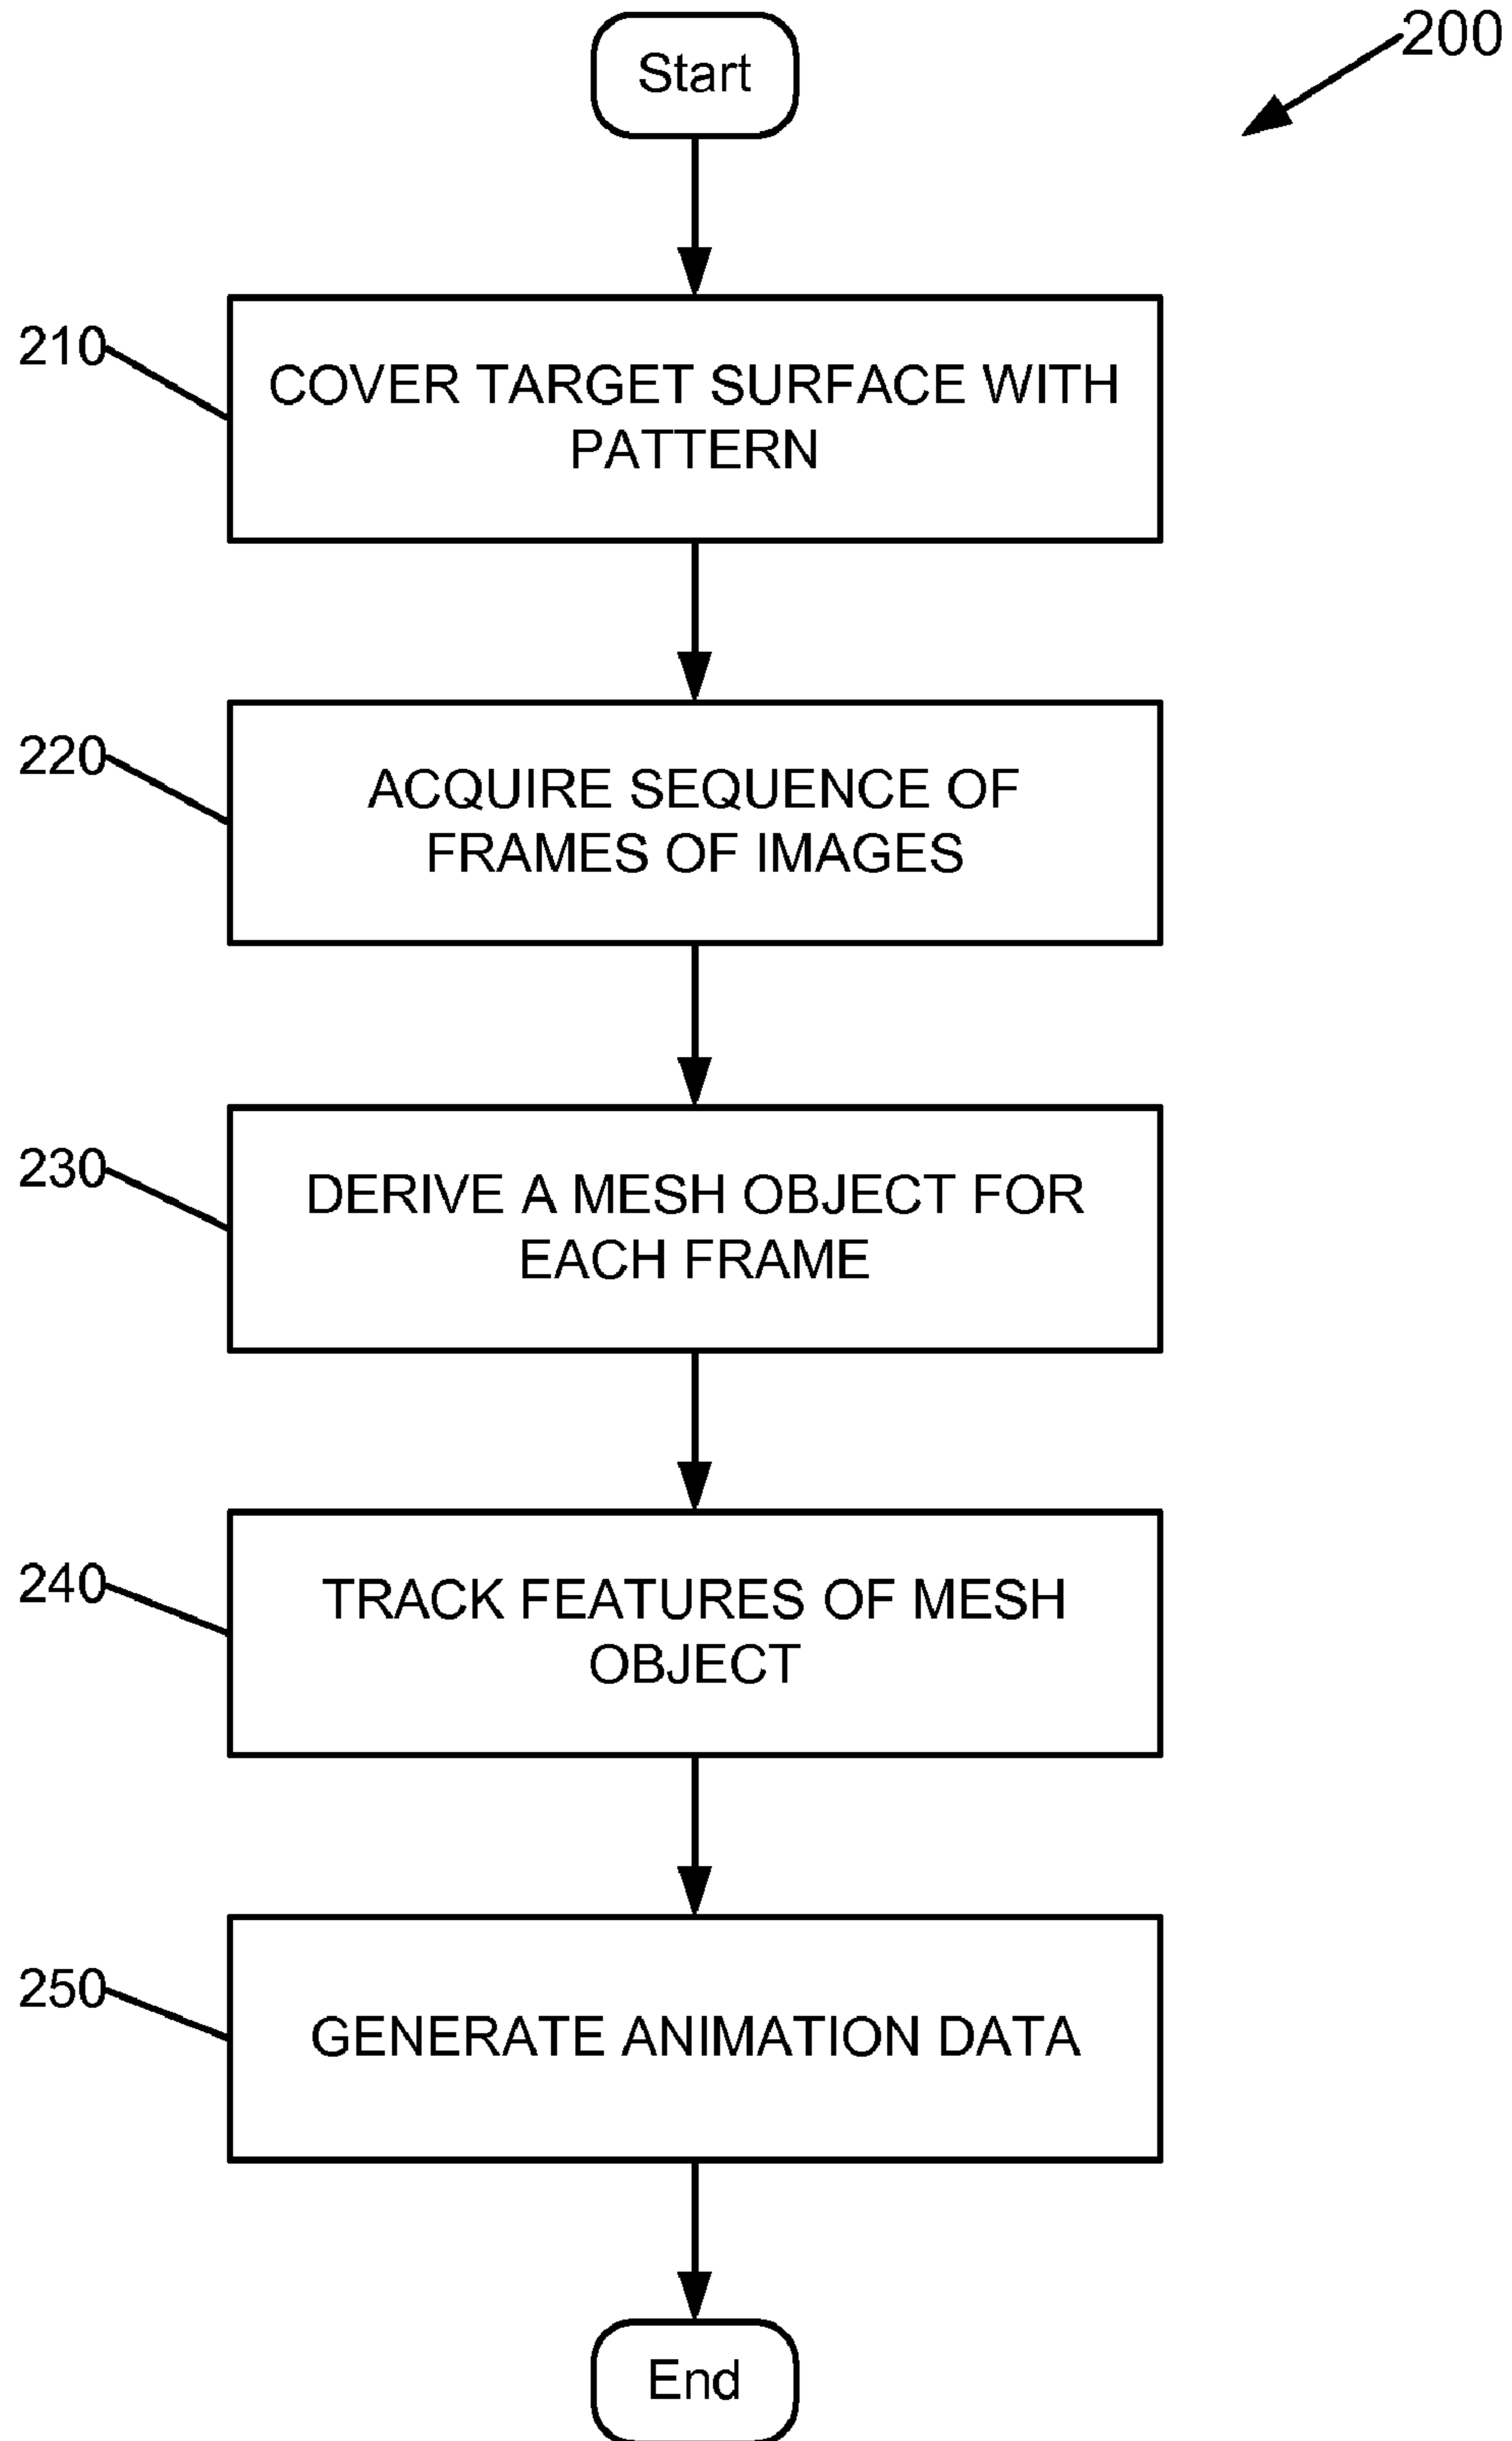 Start
200
210
COVER TARGET SURFACE WITH
PATTERN
220
ACQUIRE SEQUENCE OF
FRAMES OF IMAGES
230
DERIVE A MESH OBJECT FOR
EACH FRAME
240
TRACK FEATURES OF MESH
OBJECT
250
GENERATE ANIMATION DATA
End